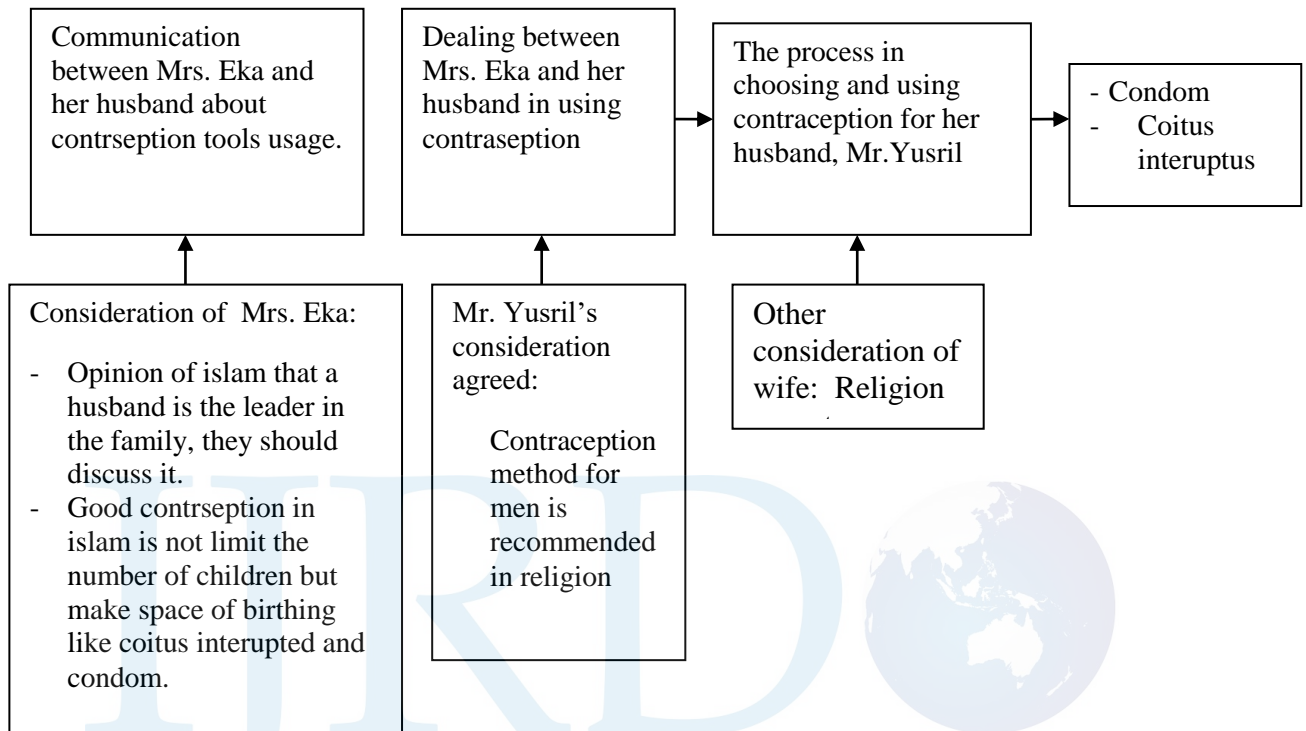 Communication
between Mrs. Eka and
her husband about
contrseption tools usage.
Dealing between
Mrs. Eka and her
husband in using
contraseption
The process in
choosing and using
contraception for her
husband, Mr.Yusril
- Condom
- Coitus
interuptus
Consideration of Mrs. Eka:
- Opinion of islam that a
husband is the leader in
the family, they should
discuss it.
- Good contrseption in
islam is not limit the
number of children but
make space of birthing
like coitus interupted and
condom.
Mr. Yusril’s
consideration
agreed:
Contraception
method for
men is
recommended
in religion
Other
consideration of
wife: Religion
IJRD